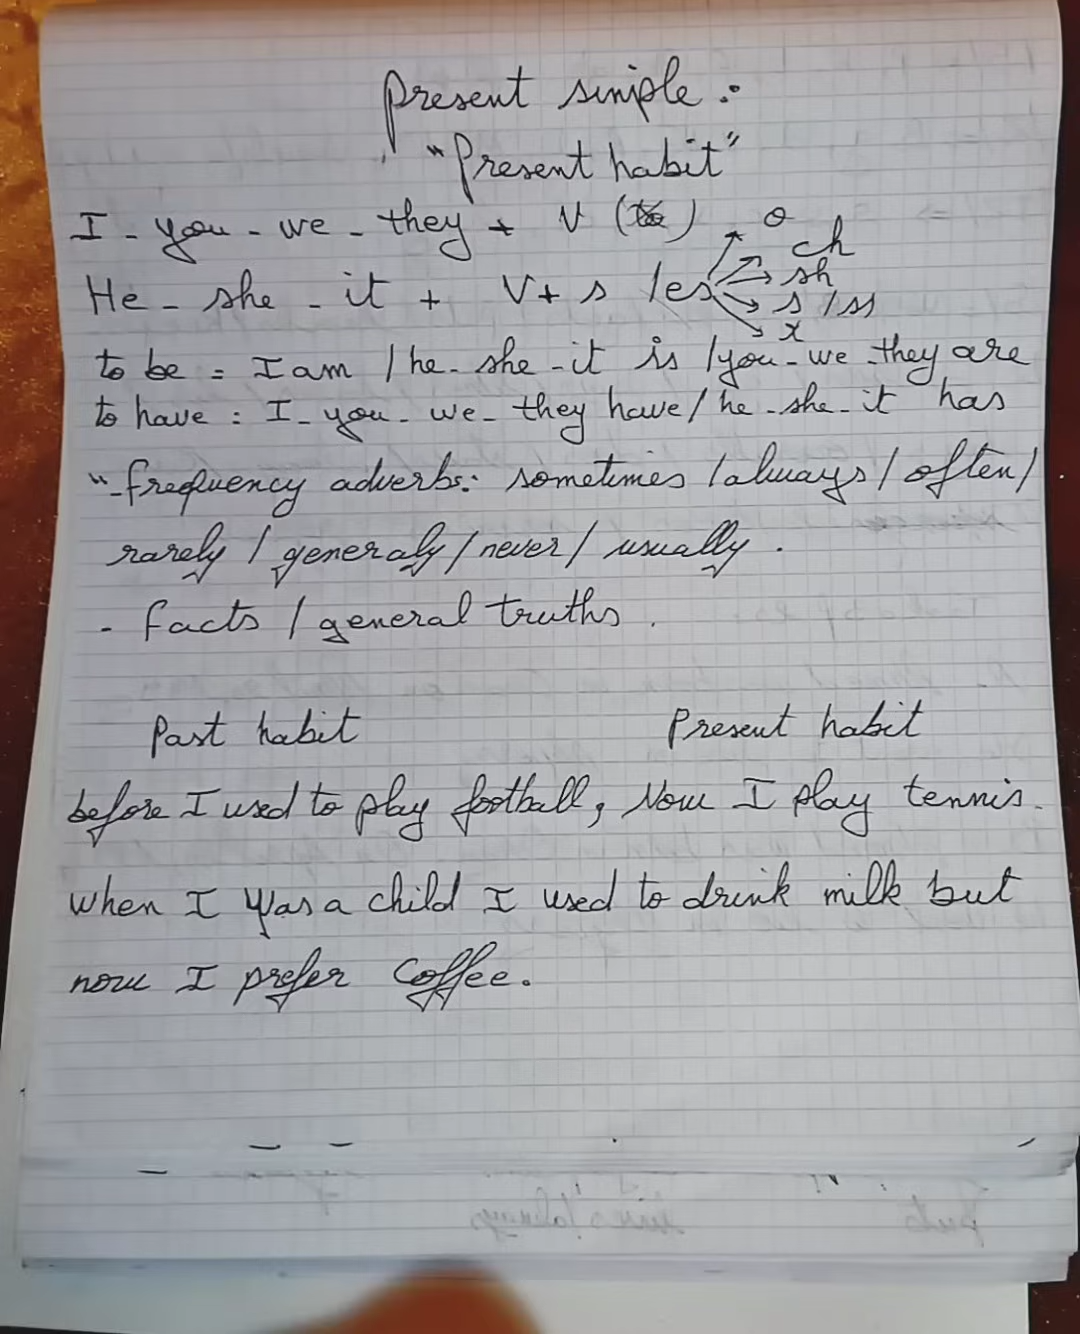 Present simple :
"Present habit"
I - you - we - they + V (to)
He - she - it + V + s / es
o
ch
sh
s / ss
x
to be = I am / he - she - it is / you - we - they are
to have : I - you - we - they have / he - she - it has
"- frequency adverbs: sometimes / always / often /
rarely / generaly / never / usually .
- facts / general truths .
Past habit Present habit
before I used to play football, Now I play tennis.
when I was a child I used to drink milk but
now I prefer coffee.